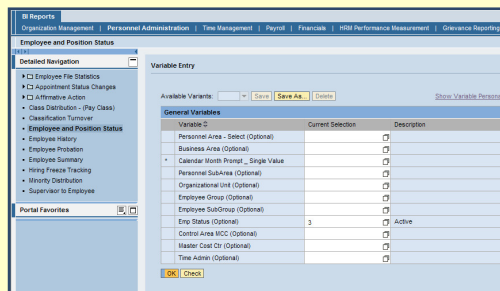 BI Reports
Organization Management | Personnel Administration | Time Management | Payroll | Financials | HRM Performance Measurement | Grievance Reporting
Employee and Position Status
Detailed Navigation
Employee File Statistics
Appointment Status Changes
Affirmative Action
Class Distribution - (Pay Class)
Classification Turnover
Employee and Position Status
Employee History
Employee Probation
Employee Summary
Hiring Freeze Tracking
Minority Distribution
Supervisor to Employee
Portal Favorites
Variable Entry
Available Variants: Save Save As... Delete Show Variable Persona
General Variables
Variable Current Selection Description
Personnel Area - Select (Optional)
Business Area (Optional)
* Calendar Month Prompt _ Single Value
Personnel SubArea (Optional)
Organizational Unit (Optional)
Employee Group (Optional)
Employee SubGroup (Optional)
Emp Status (Optional) 3 Active
Control Area MCC (Optional)
Master Cost Ctr (Optional)
Time Admin (Optional)
OK Check